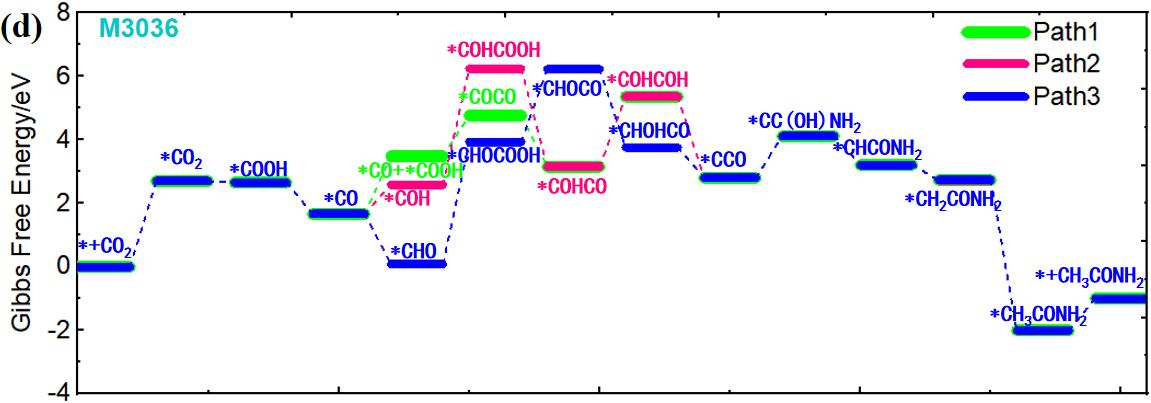 (d)
M3036
8
6
4
2
0
-2
-4
Gibbs Free Energy/eV
Path1
Path2
Path3
*+CO₂
*CO₂
*COOH
*CO
*CO+*COOH
*COH
*CHO
*COHCOOH
*COCO
*CHOCOOH
*CHOCO
*COHCO
*COHCOH
*CHOHCO
*CCO
*CC(OH)NH₂
*CHCONH₂
*CH₂CONH₂
*CH₃CONH₂
*+CH₃CONH₂